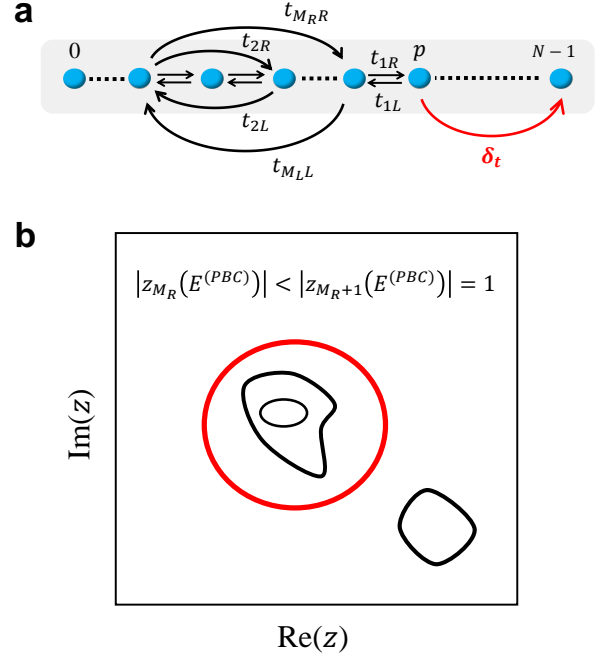 a
0
t_{M_R R}
t_{2R}
t_{1R}
p
N − 1
t_{1L}
t_{2L}
t_{M_L L}
δ_t
b
|z_{M_R}(E^{(PBC)})| < |z_{M_R+1}(E^{(PBC)})| = 1
Im(z)
Re(z)